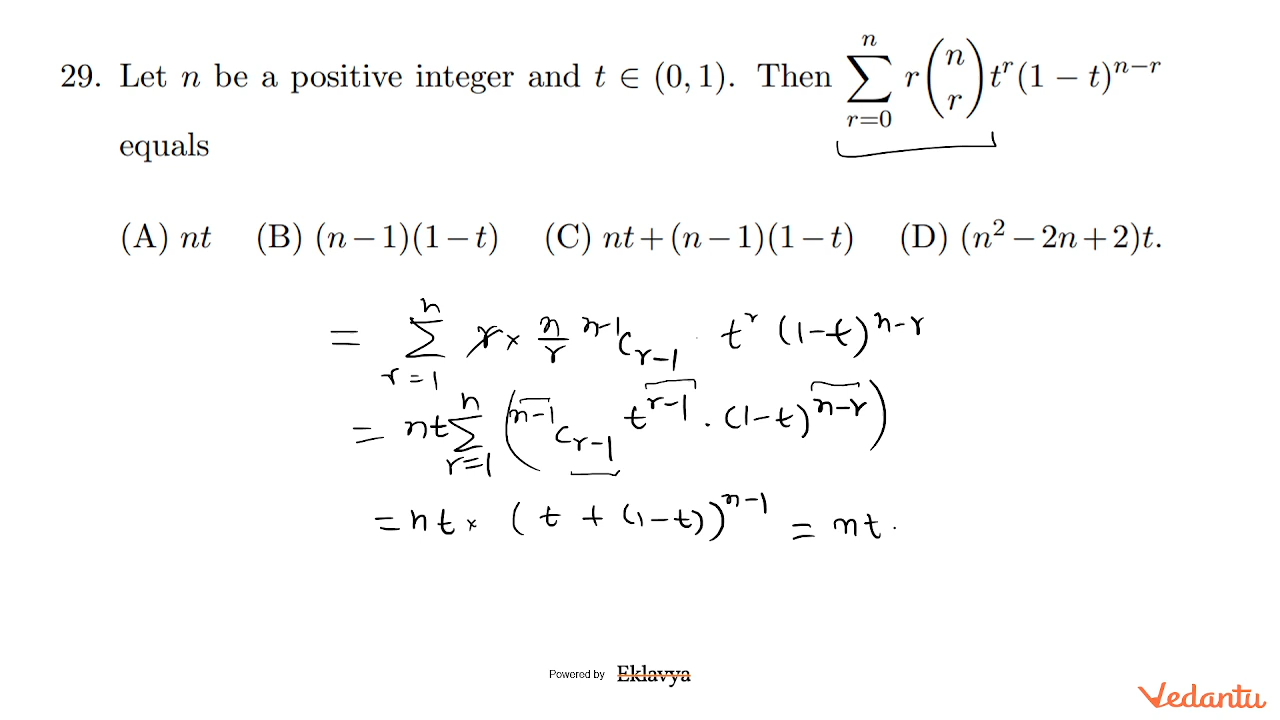 29. Let n be a positive integer and t ∈ (0, 1). Then ∑_{r=0}^{n} r\binom{n}{r} t^r (1 − t)^{n−r}
equals
(A) nt (B) (n − 1)(1 − t) (C) nt + (n − 1)(1 − t) (D) (n² − 2n + 2)t.
= ∑_{r=1}^{n} r × \frac{n}{r} ^{n-1}C_{r-1} · t^r (1-t)^{n-r}
= nt ∑_{r=1}^{n} (^{n-1}C_{r-1} t^{r-1} . (1-t)^{n-r})
= nt × (t + (1-t))^{n-1} = nt.
Powered by Eklavya
Vedantu